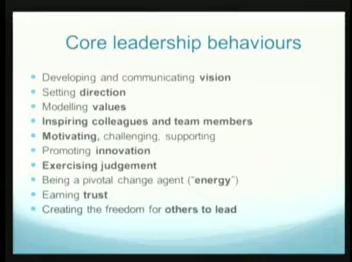 Core leadership behaviours
Developing and communicating vision
Setting direction
Modelling values
Inspiring colleagues and team members
Motivating, challenging, supporting
Promoting innovation
Exercising judgement
Being a pivotal change agent ("energy")
Earning trust
Creating the freedom for others to lead